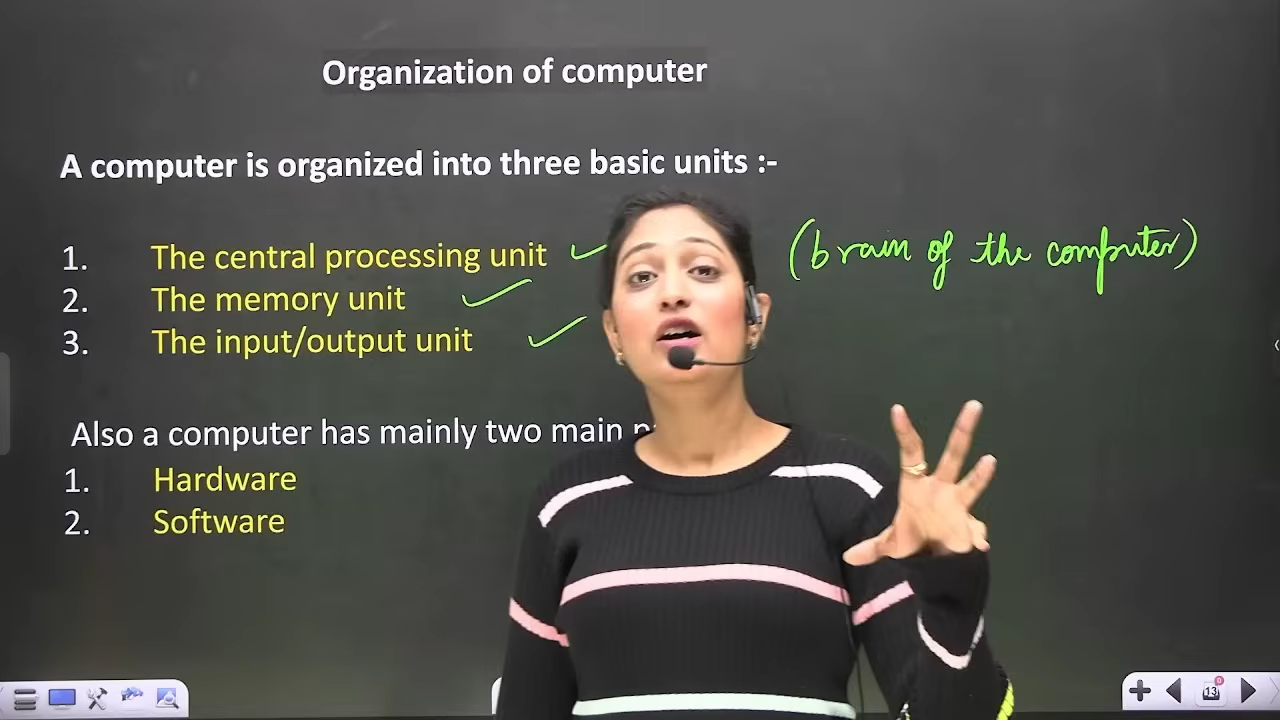 Organization of computer
A computer is organized into three basic units :-
1. The central processing unit (brain of the computer)
2. The memory unit
3. The input/output unit
Also a computer has mainly two main
1. Hardware
2. Software
13
0